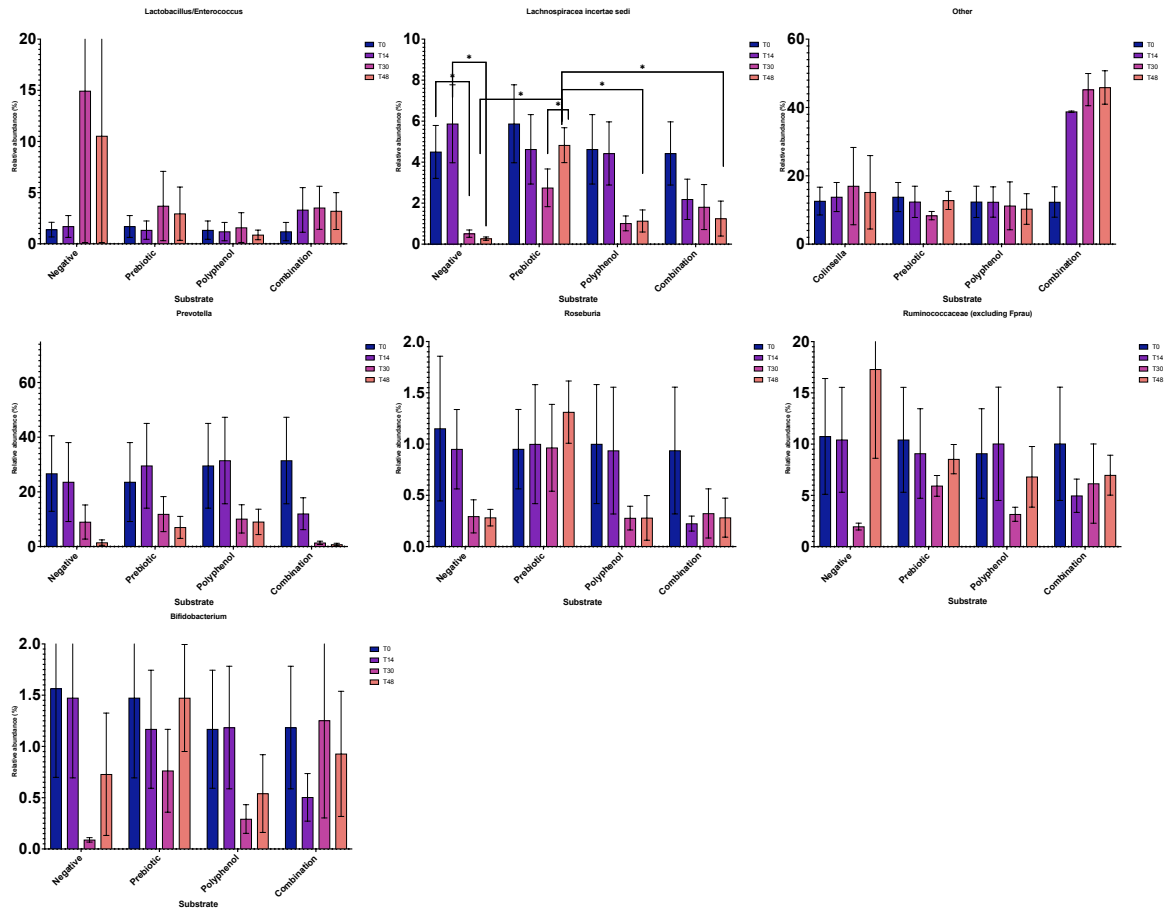 Lactobacillus/Enterococcus
Relative abundance (%)
20
15
10
5
0
Negative
Prebiotic
Polyphenol
Combination
Substrate
T0
T14
T30
T48
Lachnospiracea incertae sedi
Relative abundance (%)
10
8
6
4
2
0
*
*
*
*
*
*
Negative
Prebiotic
Polyphenol
Combination
Substrate
T0
T14
T30
T48
Other
Relative abundance (%)
60
40
20
0
Colinsella
Prebiotic
Polyphenol
Combination
Substrate
T0
T14
T30
T48
Prevotella
Relative abundance (%)
60
40
20
0
Negative
Prebiotic
Polyphenol
Combination
Substrate
T0
T14
T30
T48
Roseburia
Relative abundance (%)
2.0
1.5
1.0
0.5
0.0
Negative
Prebiotic
Polyphenol
Combination
Substrate
T0
T14
T30
T48
Ruminococcaceae (excluding Fprau)
Relative abundance (%)
20
15
10
5
0
Negative
Prebiotic
Polyphenol
Combination
Substrate
T0
T14
T30
T48
Bifidobacterium
Relative abundance (%)
2.0
1.5
1.0
0.5
0.0
Negative
Prebiotic
Polyphenol
Combination
Substrate
T0
T14
T30
T48